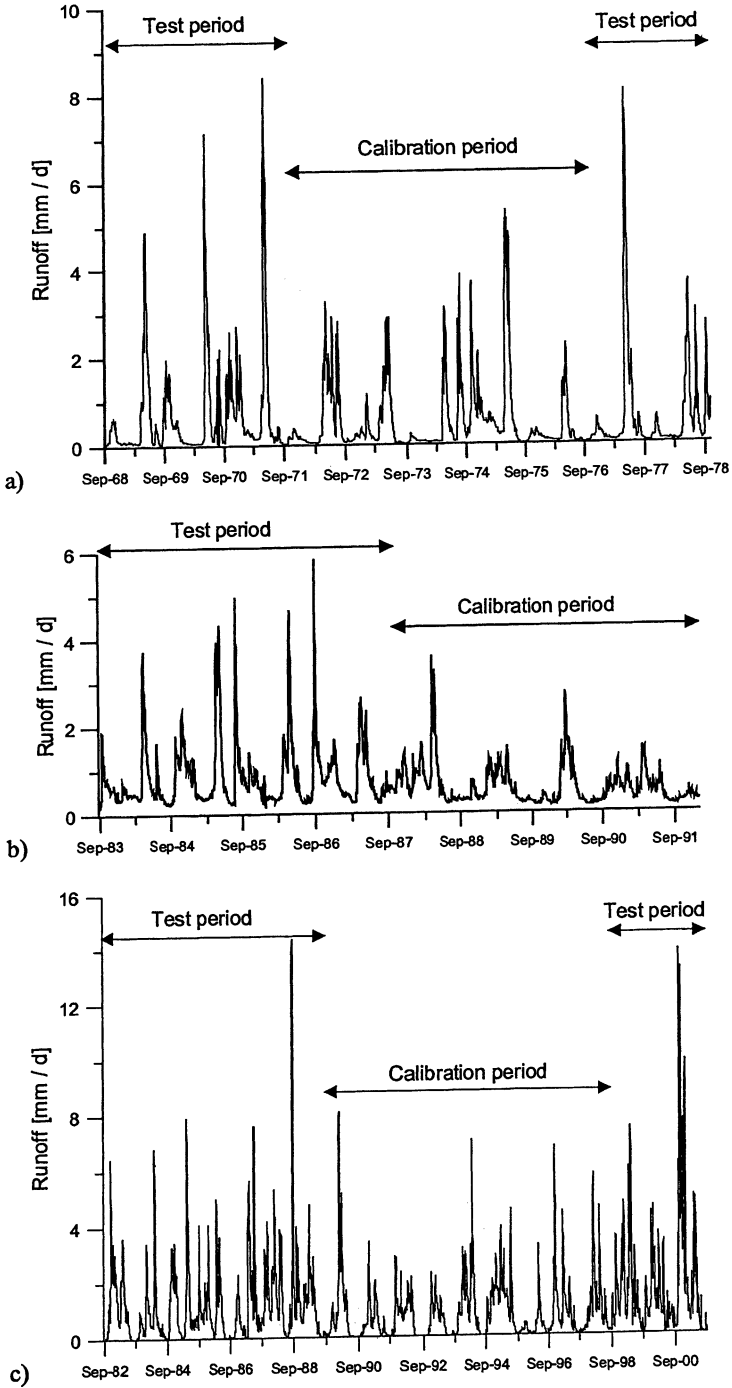 10
8
6
4
2
0
Runoff [mm / d]
Test period
Calibration period
Test period
Sep-68 Sep-69 Sep-70 Sep-71 Sep-72 Sep-73 Sep-74 Sep-75 Sep-76 Sep-77 Sep-78
a)
6
4
2
0
Runoff [mm / d]
Test period
Calibration period
Sep-83 Sep-84 Sep-85 Sep-86 Sep-87 Sep-88 Sep-89 Sep-90 Sep-91
b)
16
12
8
4
0
Runoff [mm / d]
Test period
Calibration period
Test period
Sep-82 Sep-84 Sep-86 Sep-88 Sep-90 Sep-92 Sep-94 Sep-96 Sep-98 Sep-00
c)